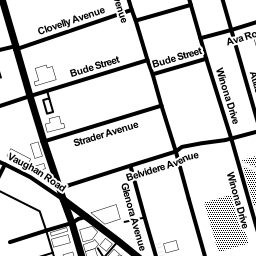 Clovelly Avenue
enue
Bude Street
Bude Street
Ava Ro
Winona Drive
Strader Avenue
Vaughan Road
Belvidere Avenue
Glenora Avenue
Winona Drive